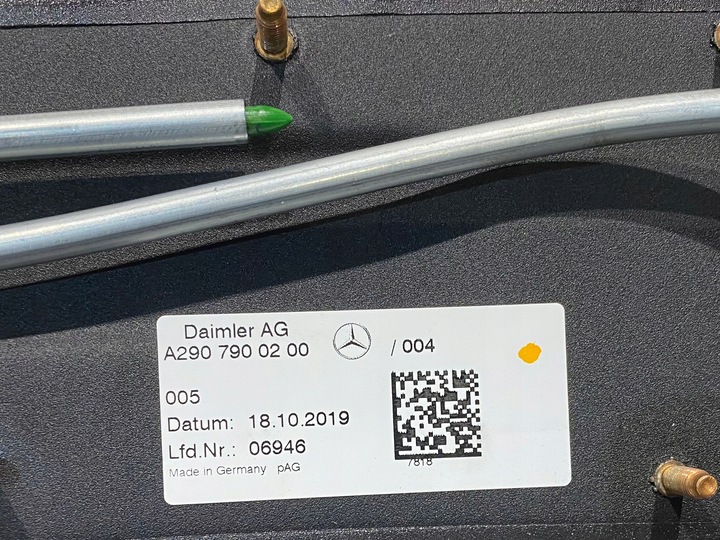 Daimler AG
A290 790 02 00 / 004
005
Datum: 18.10.2019
Lfd.Nr.: 06946
Made in Germany pAG
7818